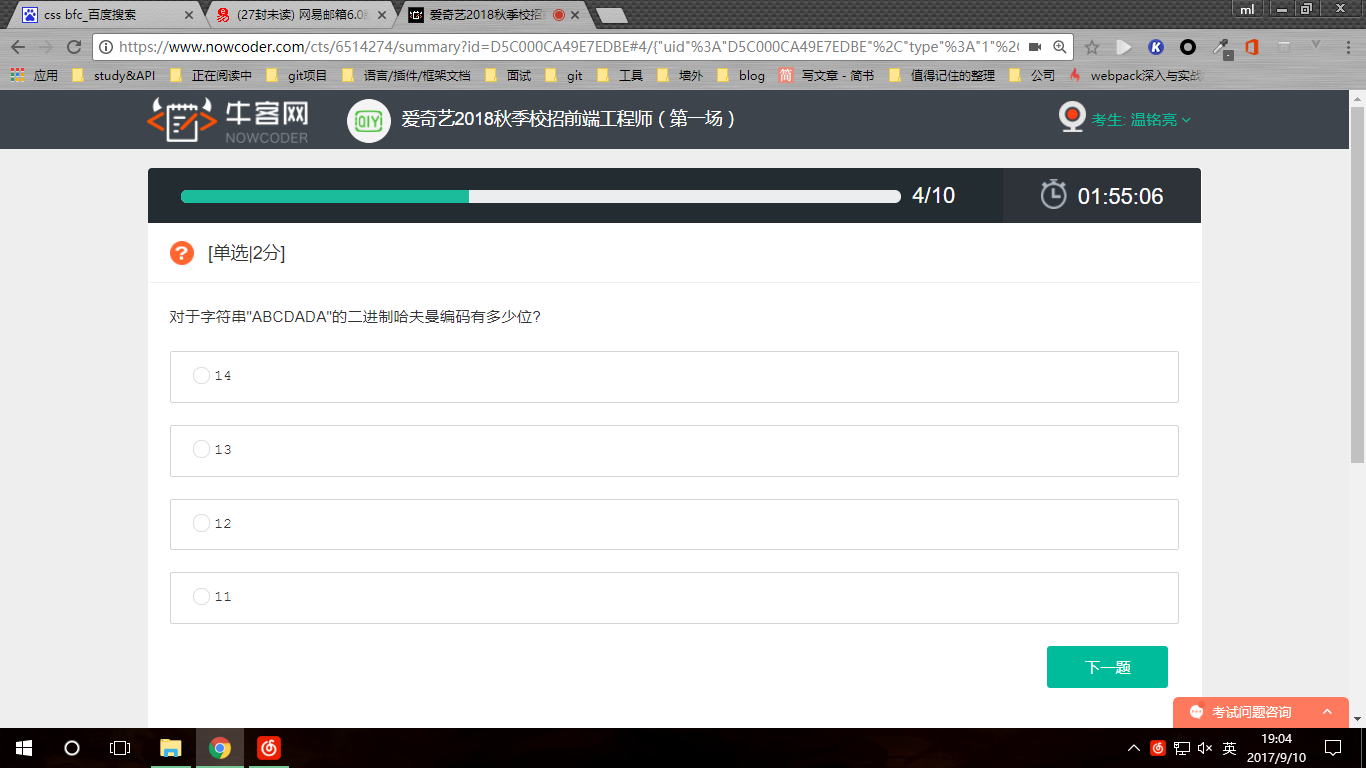 css bfc_百度搜索
(27封未读) 网易邮箱6.0
爱奇艺2018秋季校招
ml
https://www.nowcoder.com/cts/6514274/summary?id=D5C000CA49E7EDBE#4/{"uid"%3A"D5C000CA49E7EDBE"%2C"type"%3A"1"%2(
应用
study&API
正在阅读中
git项目
语言/插件/框架文档
面试
git
工具
墙外
blog
简 写文章 - 简书
值得记住的整理
公司
webpack深入与实战
牛客网
NOWCODER
QIY
爱奇艺2018秋季校招前端工程师（第一场）
考生: 温铭亮
4/10
01:55:06
? [单选|2分]
对于字符串"ABCDADA"的二进制哈夫曼编码有多少位?
14
13
12
11
下一题
考试问题咨询
英
19:04
2017/9/10